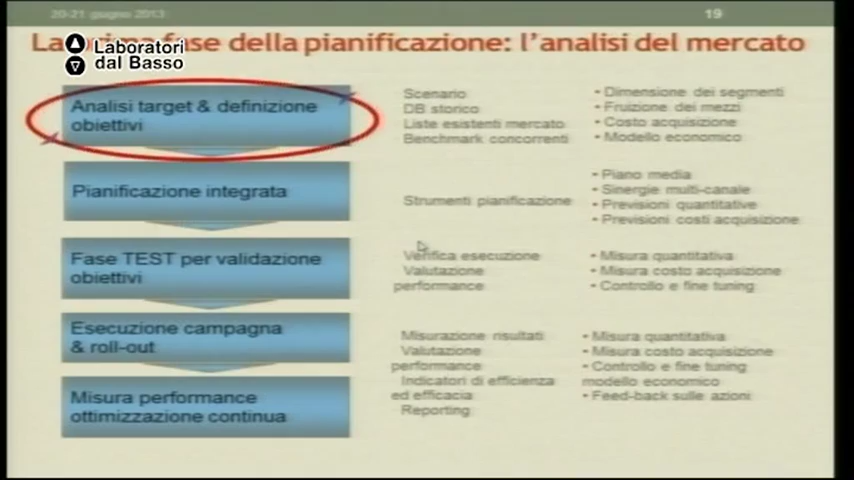 20-21 giugno 2013
19
La prima fase della pianificazione: l'analisi del mercato
Laboratori
dal Basso
Analisi target & definizione
obiettivi
Scenario
DB storico
Liste esistenti mercato
Benchmark concorrenti
• Dimensione dei segmenti
• Fruizione dei mezzi
• Costo acquisizione
• Modello economico
Pianificazione integrata
Strumenti pianificazione
• Piano media
• Sinergie multi-canale
• Previsioni quantitative
• Previsioni costi acquisizione
Fase TEST per validazione
obiettivi
Verifica esecuzione
Valutazione
performance
• Misura quantitativa
• Misura costo acquisizione
• Controllo e fine tuning
Esecuzione campagna
& roll-out
Misura performance
ottimizzazione continua
Misurazione risultati
Valutazione
performance
Indicatori di efficienza
ed efficacia
Reporting
• Misura quantitativa
• Misura costo acquisizione
• Controllo e fine tuning
modello economico
• Feed-back sulle azioni